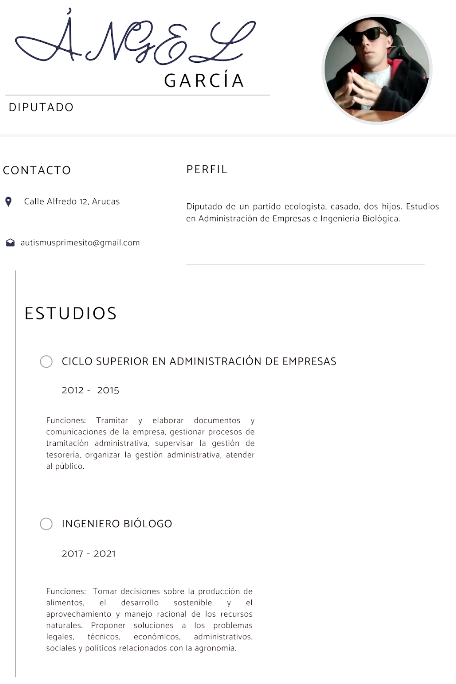 ÁNGEL
GARCÍA
DIPUTADO
CONTACTO
Calle Alfredo 12, Arucas
autismusprimesito@gmail.com
PERFIL
Diputado de un partido ecologista, casado, dos hijos. Estudios
en Administración de Empresas e Ingeniería Biológica.
ESTUDIOS
CICLO SUPERIOR EN ADMINISTRACIÓN DE EMPRESAS
2012 - 2015
Funciones: Tramitar y elaborar documentos y
comunicaciones de la empresa, gestionar procesos de
tramitación administrativa, supervisar la gestión de
tesorería, organizar la gestión administrativa, atender
al público.
INGENIERO BIÓLOGO
2017 - 2021
Funciones: Tomar decisiones sobre la producción de
alimentos, el desarrollo sostenible y el
aprovechamiento y manejo racional de los recursos
naturales. Proponer soluciones a los problemas
legales, técnicos, económicos, administrativos,
sociales y políticos relacionados con la agronomía.